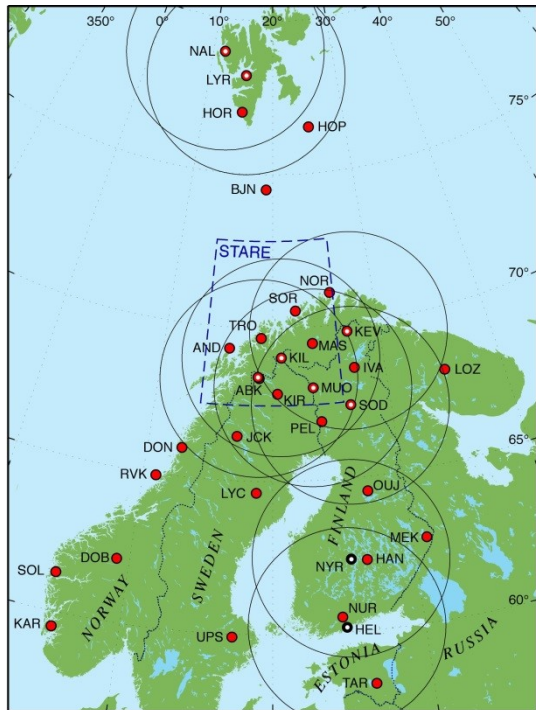 350° 0° 10° 20° 30° 40° 50°
NAL
LYR
75°
HOR
HOP
BJN
STARE
70°
NOR
SOR
TRO
KEV
AND
MAS
KIL
IVA
LOZ
ABK
MUO
KIR
SOD
PEL
65°
JCK
DON
RVK
OUJ
LYC
FINLAND
MEK
NYR
HAN
DOB
SOL
SWEDEN
NORWAY
60°
NUR
KAR
HEL
UPS
RUSSIA
ESTONIA
TAR